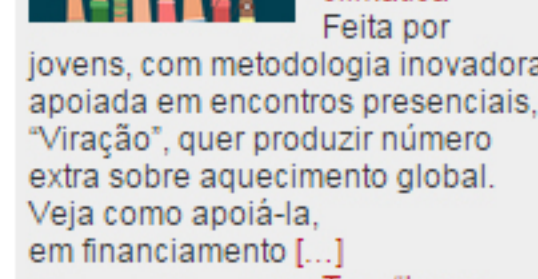 Feita por
jovens, com metodologia inovadora
apoiada em encontros presenciais,
“Viração”, quer produzir número
extra sobre aquecimento global.
Veja como apoiá-la,
em financiamento [...]